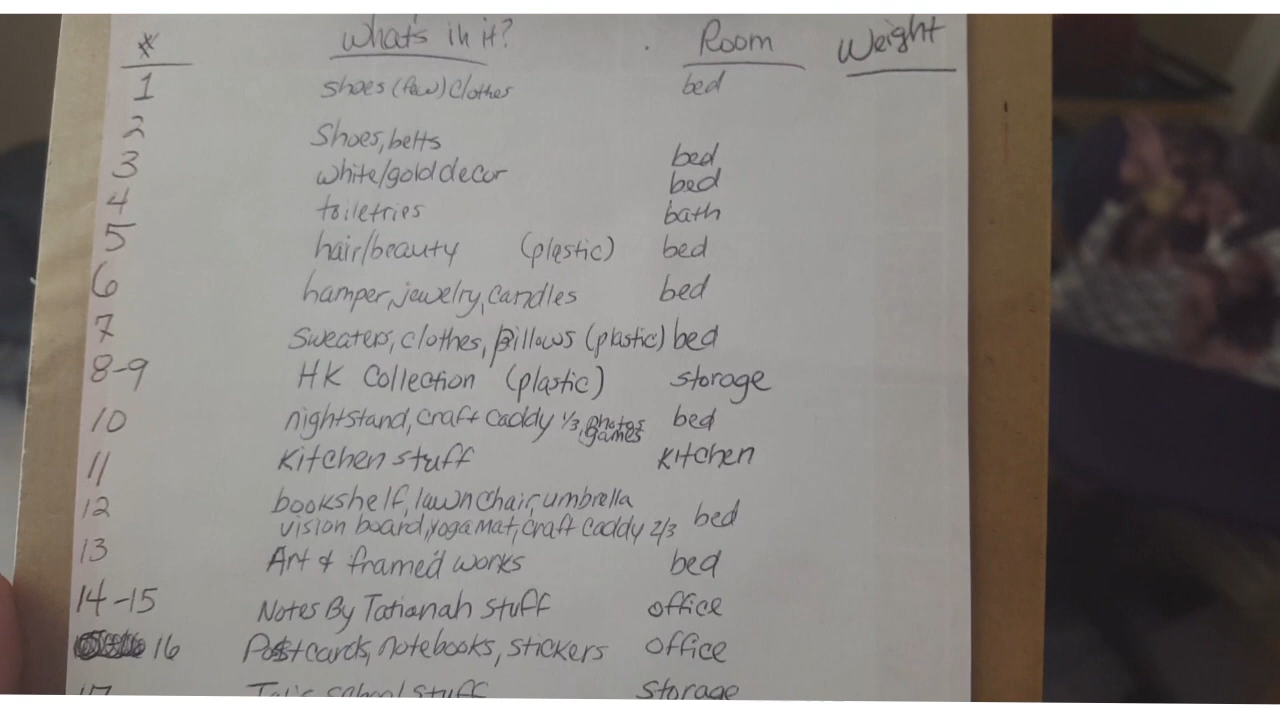 # What's in it? Room Weight
1 shoes (few) clothes bed
2 Shoes, belts bed
3 white/gold decor bed
4 toiletries bath
5 hair/beauty (plastic) bed
6 hamper, jewelry, candles bed
7 Sweaters, clothes, pillows (plastic) bed
8-9 HK Collection (plastic) storage
10 nightstand, craft caddy 1/3, photos games bed
11 Kitchen stuff Kitchen
12 bookshelf, lawn chair, umbrella
vision board, yoga mat, craft caddy 2/3 bed
13 Art & framed works bed
14-15 Notes By Tatianah stuff office
16 Postcards, notebooks, stickers office
17 school stuff storage